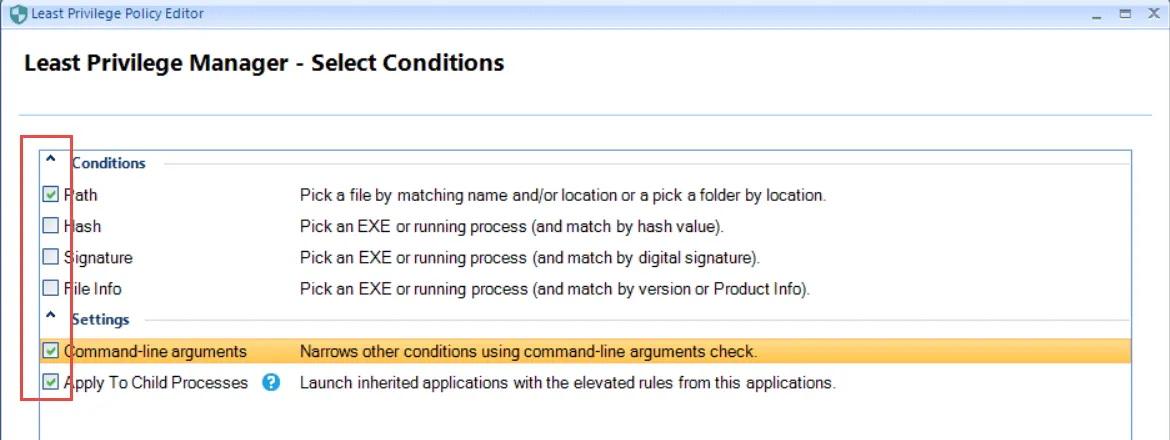 Least Privilege Policy Editor
Least Privilege Manager - Select Conditions
Conditions
Path Pick a file by matching name and/or location or a pick a folder by location.
Hash Pick an EXE or running process (and match by hash value).
Signature Pick an EXE or running process (and match by digital signature).
File Info Pick an EXE or running process (and match by version or Product Info).
Settings
Command-line arguments Narrows other conditions using command-line arguments check.
Apply To Child Processes ? Launch inherited applications with the elevated rules from this applications.